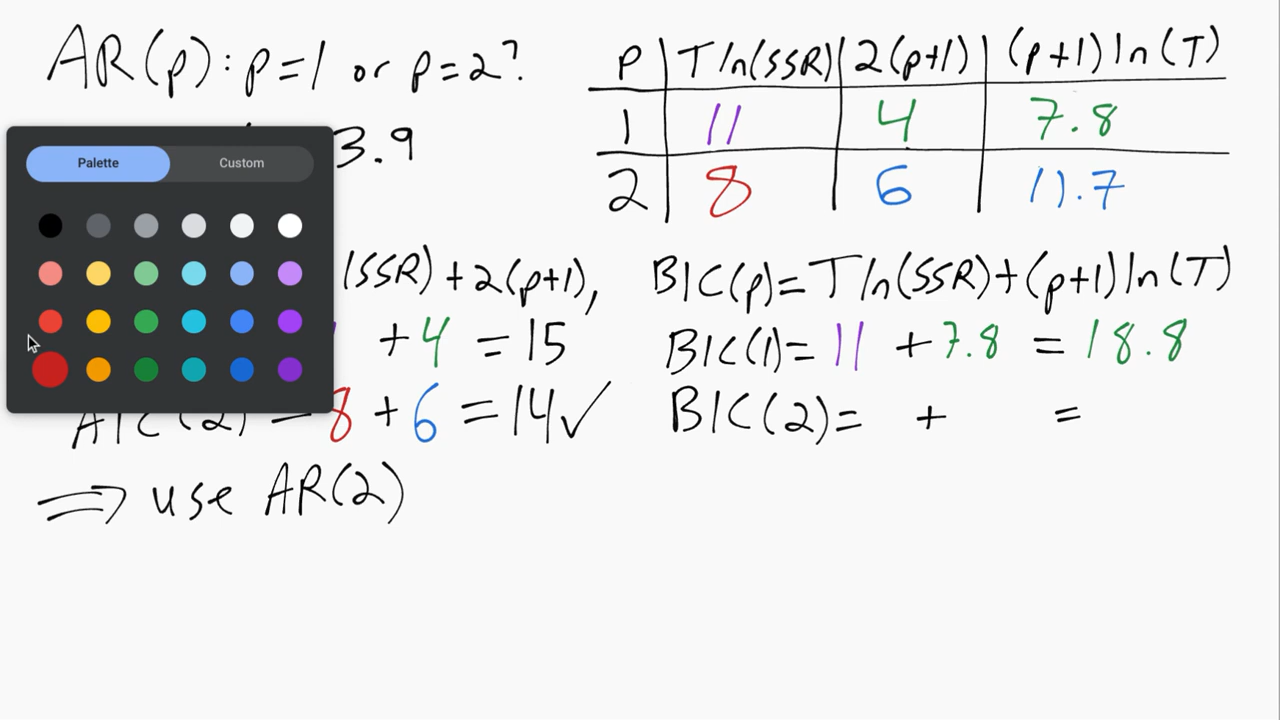 AR(p): p=1 or p=2?
p | T ln(SSR) | 2(p+1) | (p+1) ln(T)
1 | 11 | 4 | 7.8
2 | 8 | 6 | 11.7
3.9
Palette Custom
(SSR) + 2(p+1), BIC(p) = T ln(SSR) + (p+1) ln(T)
+ 4 = 15 BIC(1) = 11 + 7.8 = 18.8
AIC(2) = 8 + 6 = 14 ✓ BIC(2) = + =
⇒ use AR(2)